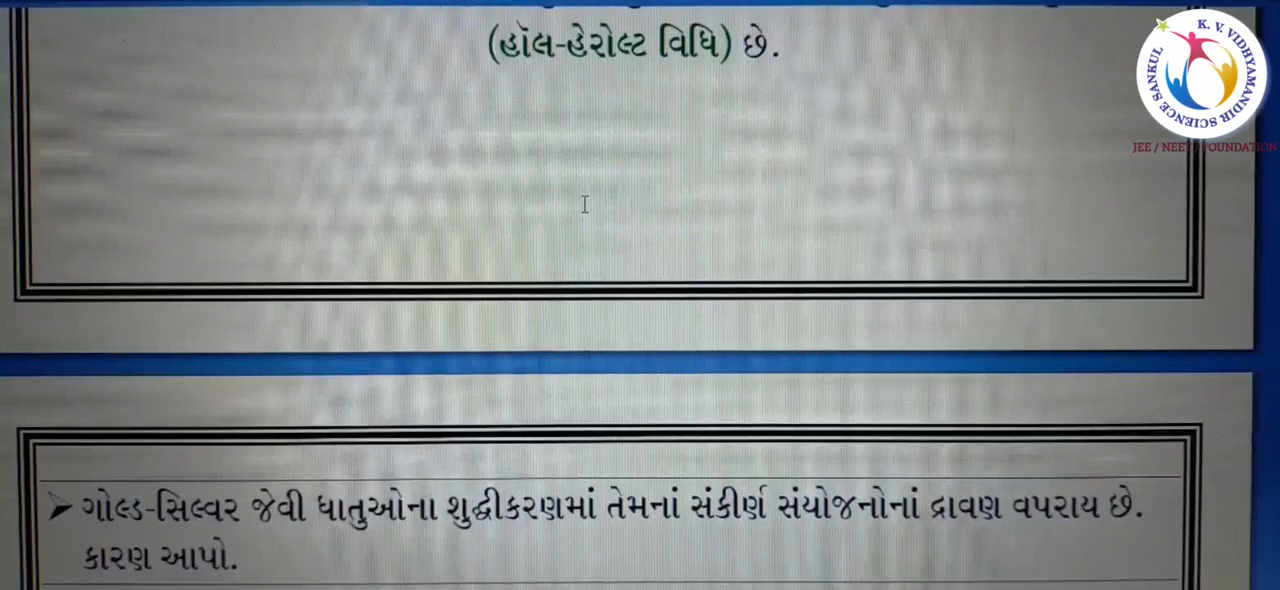 (હૉલ-હેરોલ્ટ વિધિ) છે.
K. V. VIDHYAMANDIR SCIENCE SANKUL
JEE / NEET / FOUNDATION
➤ ગોલ્ડ-સિલ્વર જેવી ધાતુઓના શુદ્ધીકરણમાં તેમનાં સંકીર્ણ સંયોજનોનાં દ્રાવણ વપરાય છે.
કારણ આપો.